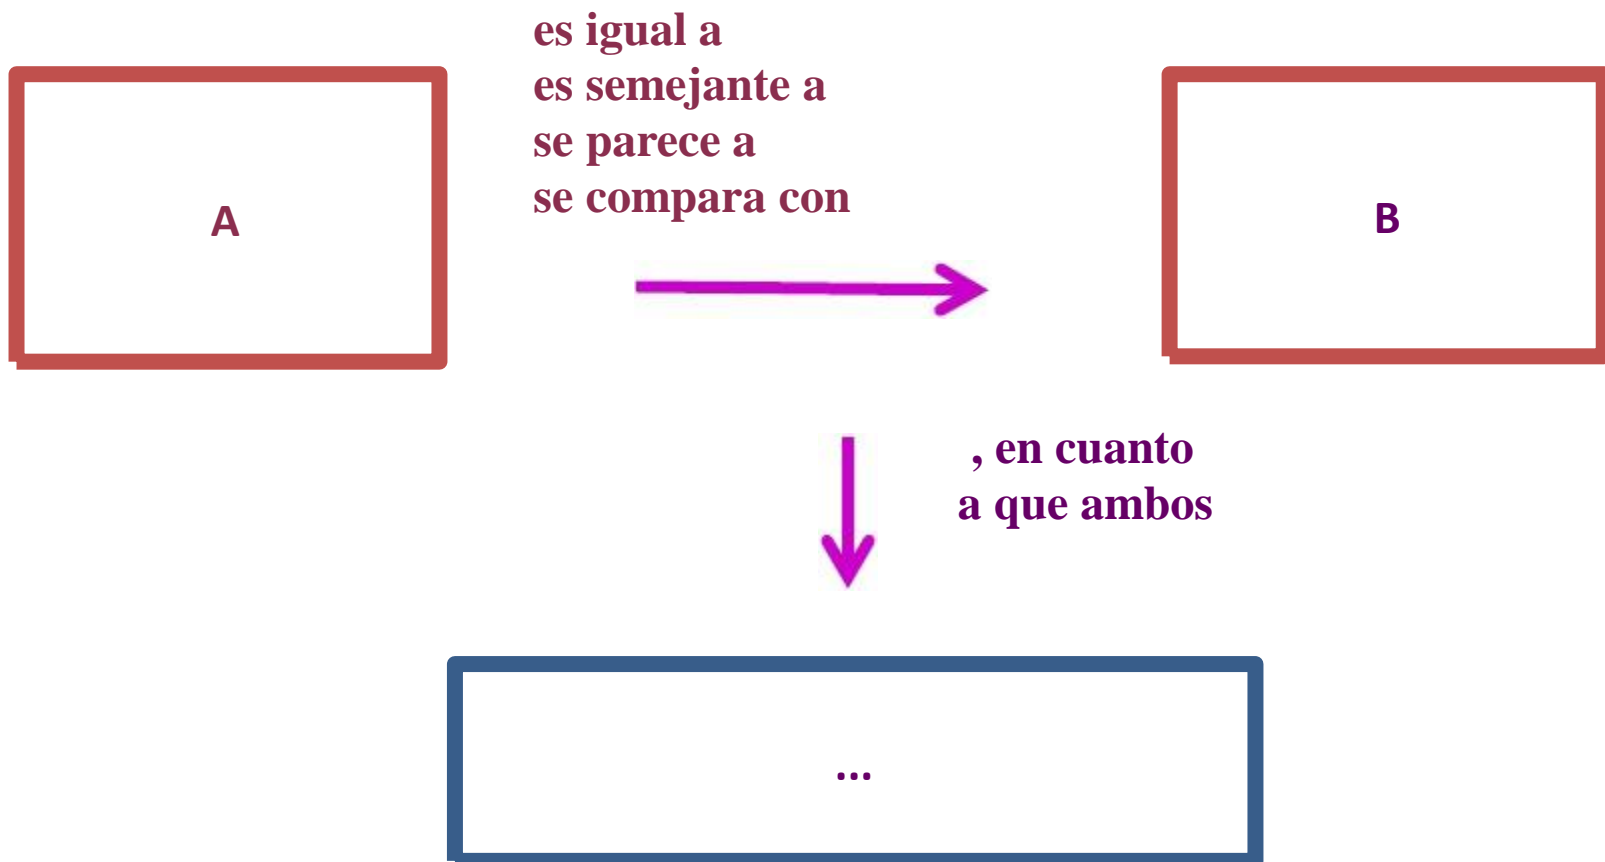 es igual a
es semejante a
se parece a
se compara con
A
B
, en cuanto
a que ambos
...